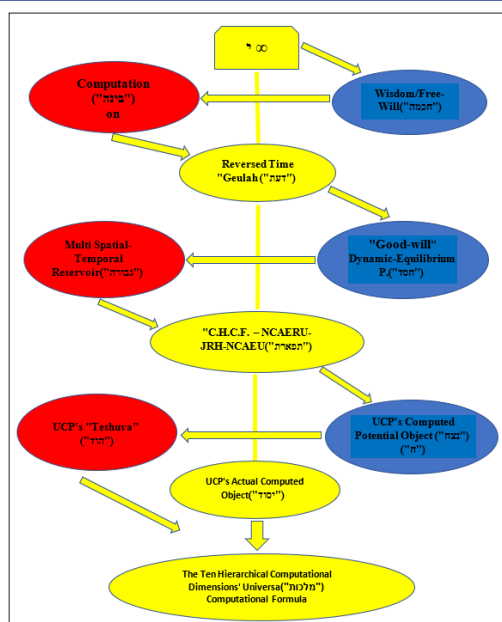 ∞ י
Computation
("בינה")
on
Wisdom/Free-
Will("חכמה")
Reversed Time
"Geulah("דעת")
Multi Spatial-
Temporal
Reservoir("גבורה")
"Good-will"
Dynamic-Equilibrium
P.("חסד")
"C.H.C.F. – NCAERU-
JRH-NCAEU("תפארת")
UCP's "Teshuva"
("הוד")
UCP's Computed
Potential Object ("נצח")
("ח")
UCP's Actual Computed
Object("יסוד")
The Ten Hierarchical Computational
Dimensions' Universa("מלכות")
Computational Formula